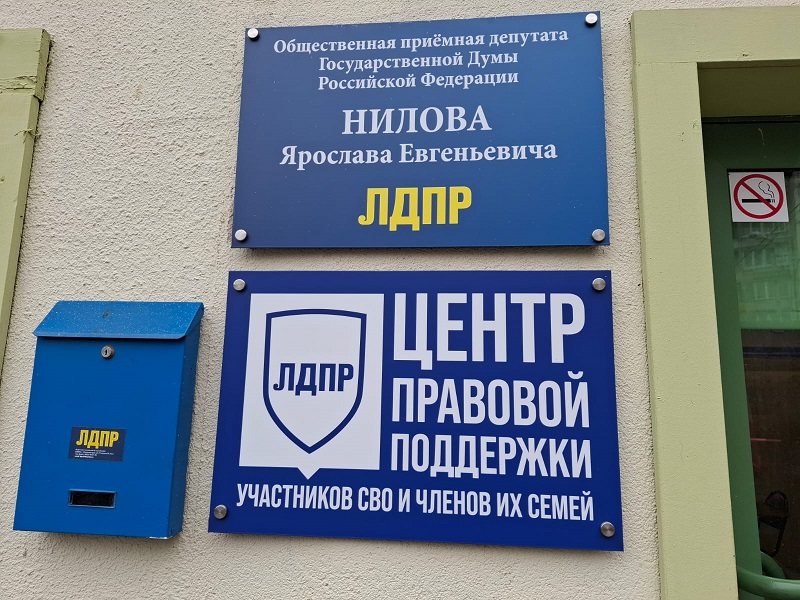 Общественная приёмная депутата
Государственной Думы
Российской Федерации
НИЛОВА
Ярослава Евгеньевича
ЛДПР
ЛДПР
ЦЕНТР
ПРАВОВОЙ
ПОДДЕРЖКИ
УЧАСТНИКОВ СВО И ЧЛЕНОВ ИХ СЕМЕЙ
ЛДПР